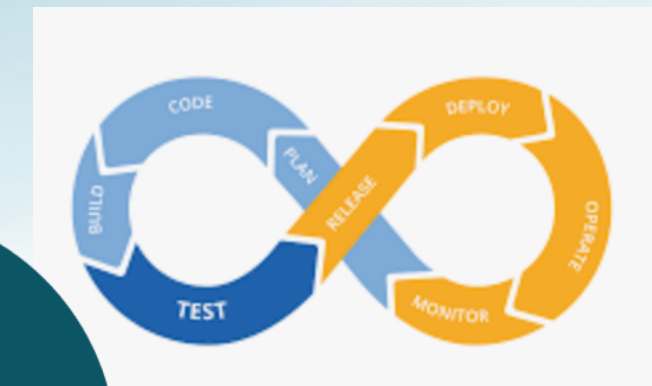 CODE
DEPLOY
PLAN
BUILD
RELEASE
OPERATE
TEST
MONITOR